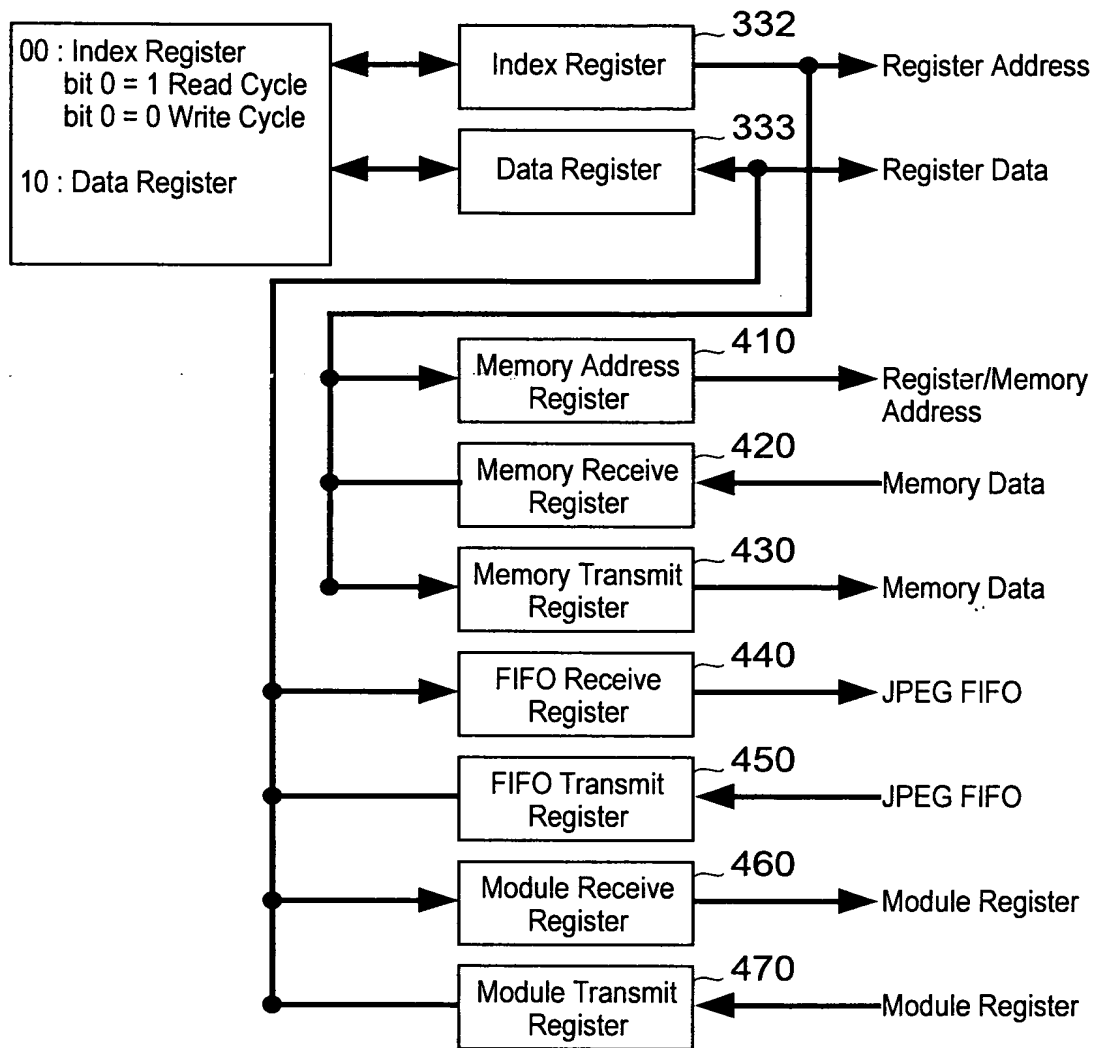 00 : Index Register
bit 0 = 1 Read Cycle
bit 0 = 0 Write Cycle
10 : Data Register
332
Index Register
Register Address
333
Data Register
Register Data
410
Memory Address
Register
Register/Memory
Address
420
Memory Receive
Register
Memory Data
430
Memory Transmit
Register
Memory Data
440
FIFO Receive
Register
JPEG FIFO
450
FIFO Transmit
Register
JPEG FIFO
460
Module Receive
Register
Module Register
470
Module Transmit
Register
Module Register